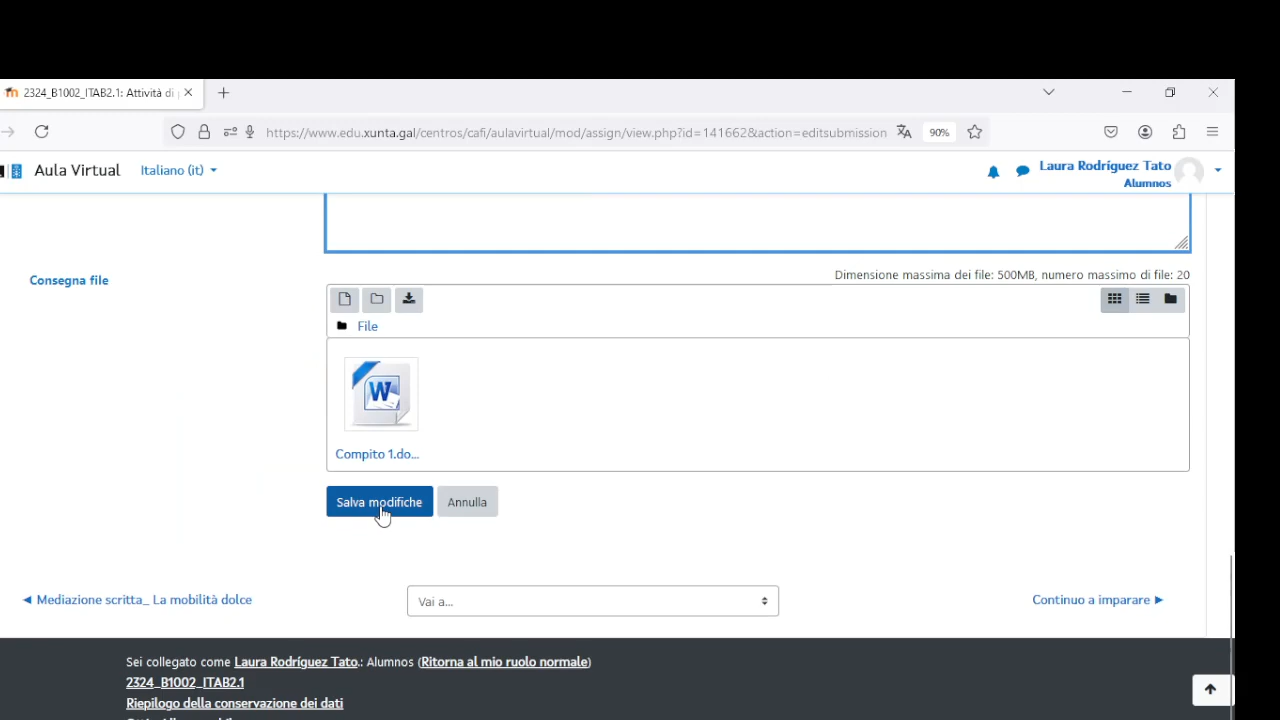 2324_B1002_ITAB2.1: Attività di
https://www.edu.xunta.gal/centros/cafi/aulavirtual/mod/assign/view.php?id=141662&action=editsubmission
90%
Aula Virtual
Italiano (it)
Laura Rodríguez Tato
Alumnos
Dimensione massima dei file: 500MB, numero massimo di file: 20
Consegna file
File
W
Compito 1.do...
Salva modifiche
Annulla
◄ Mediazione scritta_ La mobilità dolce
Vai a...
Continuo a imparare ►
Sei collegato come Laura Rodríguez Tato.: Alumnos (Ritorna al mio ruolo normale)
2324_B1002_ITAB2.1
Riepilogo della conservazione dei dati